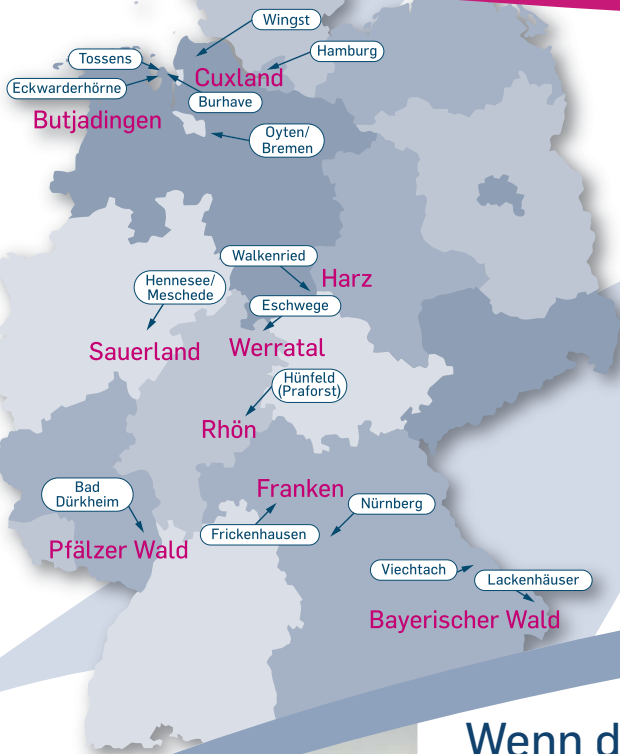 Wingst
Hamburg
Tossens
Cuxland
Eckwarderhörne
Burhave
Butjadingen
Oyten/
Bremen
Walkenried
Harz
Hennesee/
Meschede
Eschwege
Sauerland
Werratal
Hünfeld
(Praforst)
Rhön
Bad
Dürkheim
Franken
Nürnberg
Frickenhausen
Pfälzer Wald
Viechtach
Lackenhäuser
Bayerischer Wald
Wenn d